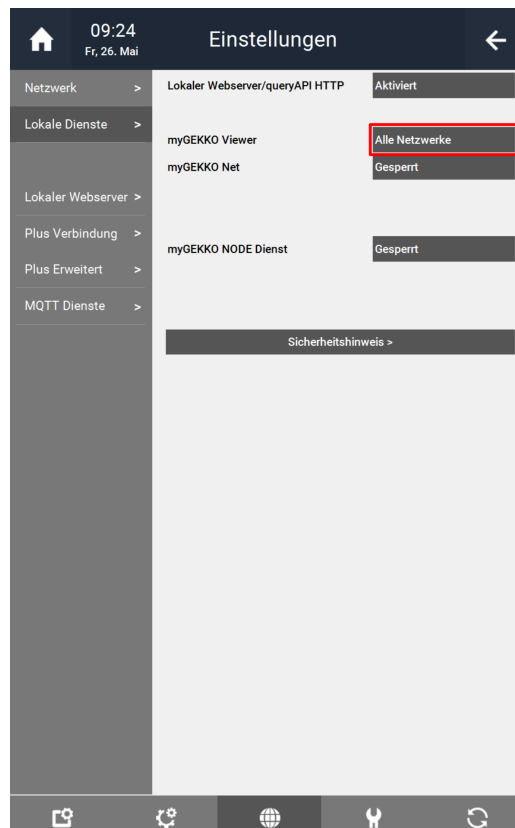 09:24
Fr, 26. Mai
Einstellungen
Netzwerk >
Lokale Dienste >
Lokaler Webserver >
Plus Verbindung >
Plus Erweitert >
MQTT Dienste >
Lokaler Webserver/queryAPI HTTP Aktiviert
myGEKKO Viewer Alle Netzwerke
myGEKKO Net Gesperrt
myGEKKO NODE Dienst Gesperrt
Sicherheitshinweis >